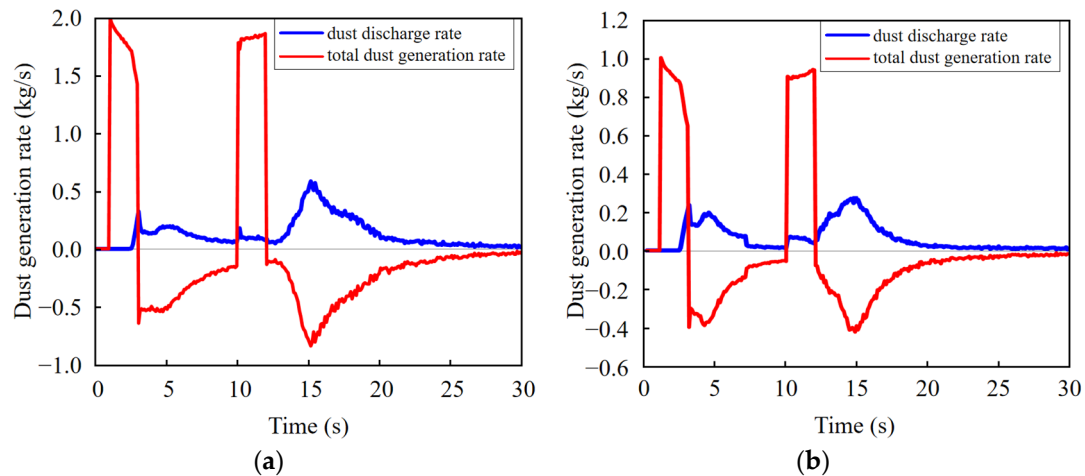 dust discharge rate
total dust generation rate
Dust generation rate (kg/s)
2.0
1.5
1.0
0.5
0.0
−0.5
−1.0
0 5 10 15 20 25 30
Time (s)
(a)
dust discharge rate
total dust generation rate
Dust generation rate (kg/s)
1.2
1.0
0.8
0.6
0.4
0.2
0.0
−0.2
−0.4
−0.6
0 5 10 15 20 25 30
Time (s)
(b)